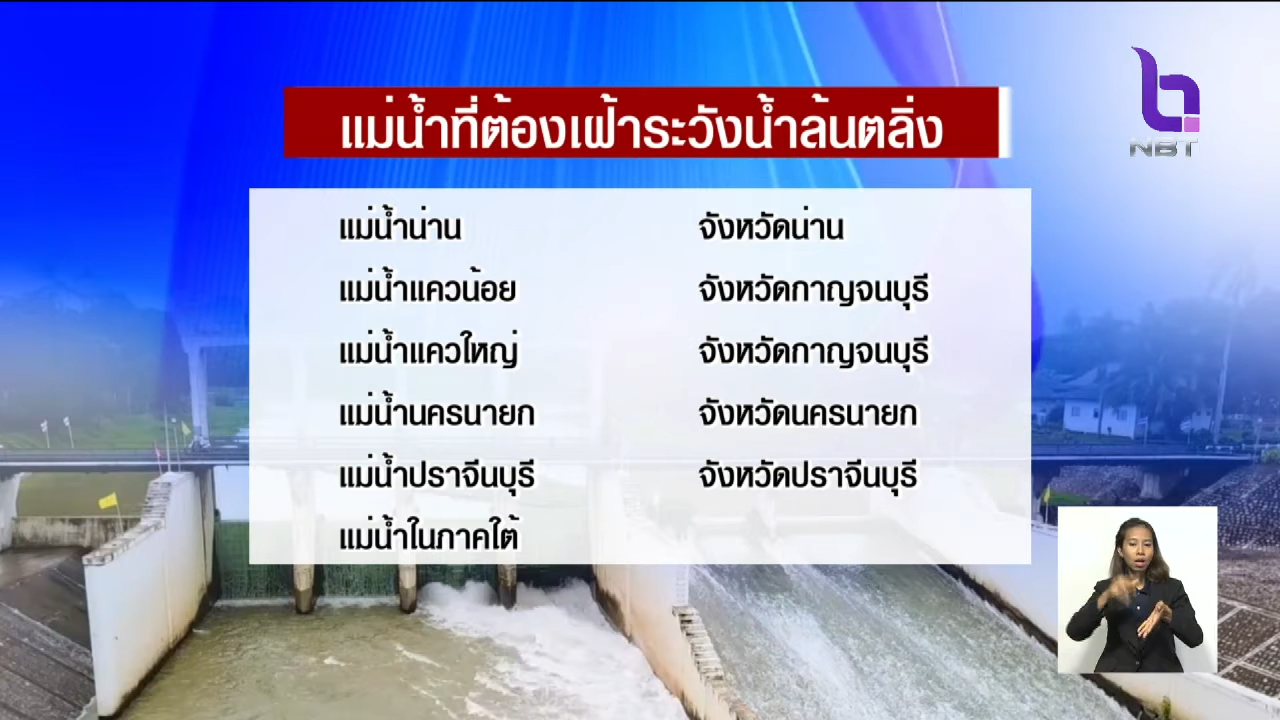 แม่น้ำที่ต้องเฝ้าระวังน้ำล้นตลิ่ง
NBT
แม่น้ำน่าน จังหวัดน่าน
แม่น้ำแควน้อย จังหวัดกาญจนบุรี
แม่น้ำแควใหญ่ จังหวัดกาญจนบุรี
แม่น้ำนครนายก จังหวัดนครนายก
แม่น้ำปราจีนบุรี จังหวัดปราจีนบุรี
แม่น้ำในภาคใต้